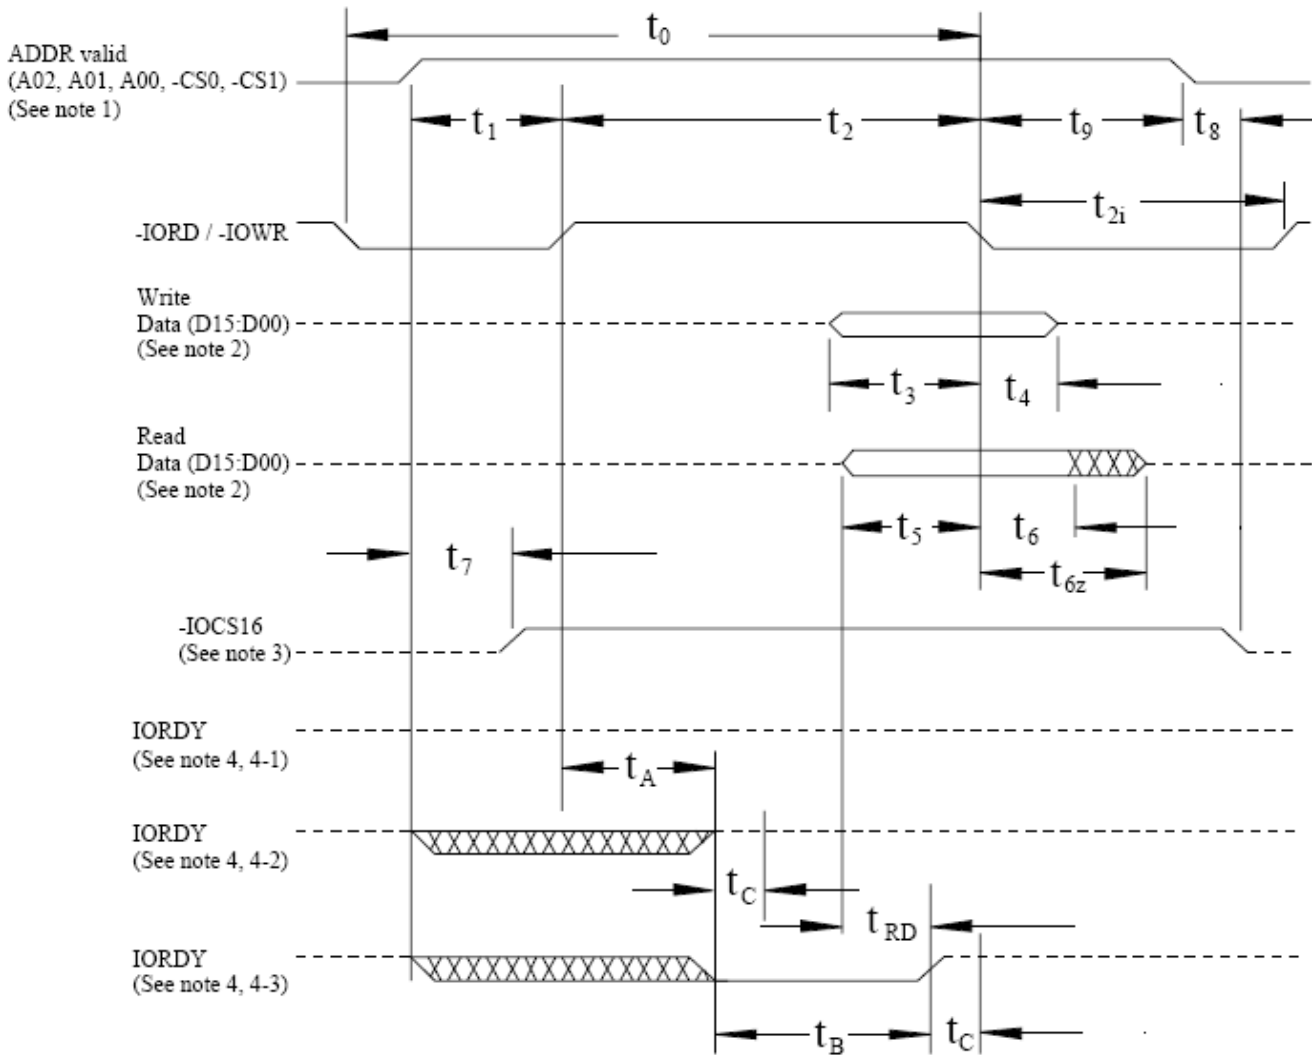 t0
ADDR valid
(A02, A01, A00, -CS0, -CS1)
(See note 1)
t1 t2 t9 t8
t2i
-IORD / -IOWR
Write
Data (D15:D00)
(See note 2)
t3 t4
Read
Data (D15:D00)
(See note 2)
t5 t6
t7
t6z
-IOCS16
(See note 3)
IORDY
(See note 4, 4-1)
tA
IORDY
(See note 4, 4-2)
tC
tRD
IORDY
(See note 4, 4-3)
tB tC